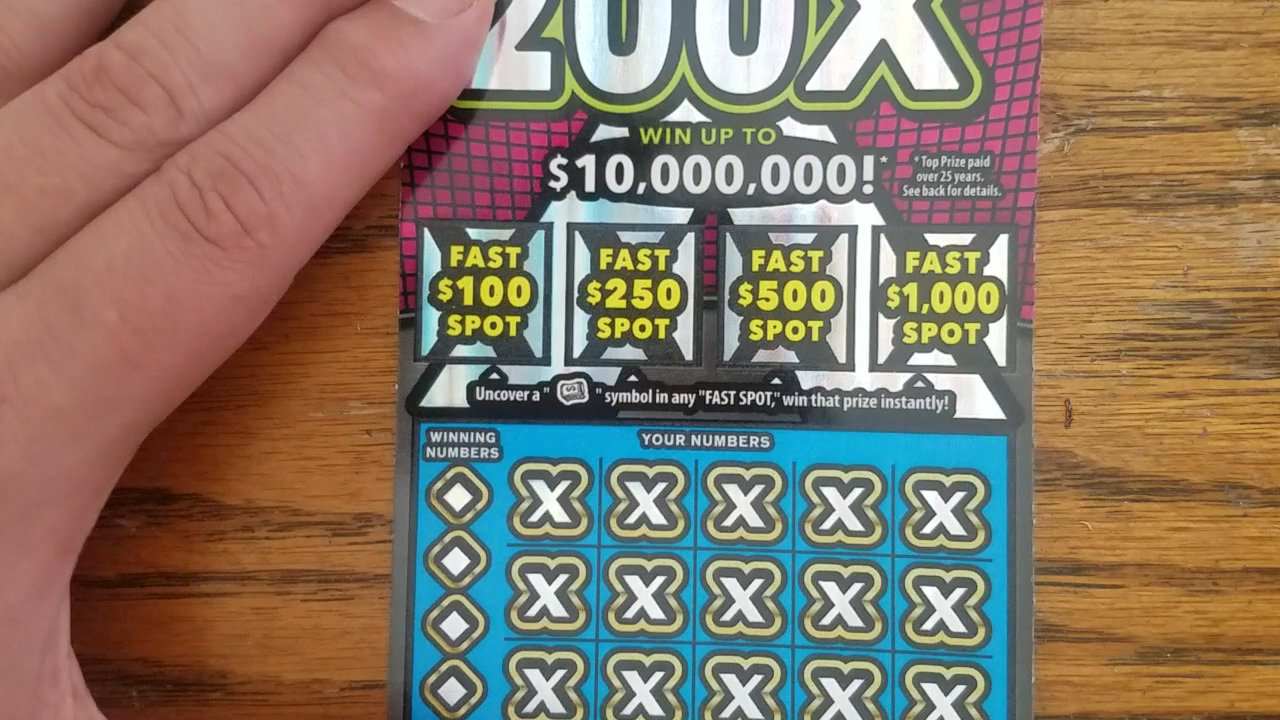 200X
WIN UP TO
$10,000,000!*
* Top Prize paid
over 25 years.
See back for details.
FAST
$100
SPOT
FAST
$250
SPOT
FAST
$500
SPOT
FAST
$1,000
SPOT
Uncover a " " symbol in any "FAST SPOT," win that prize instantly!
WINNING
NUMBERS
YOUR NUMBERS
X X X X X
X X X X X
X X X X X